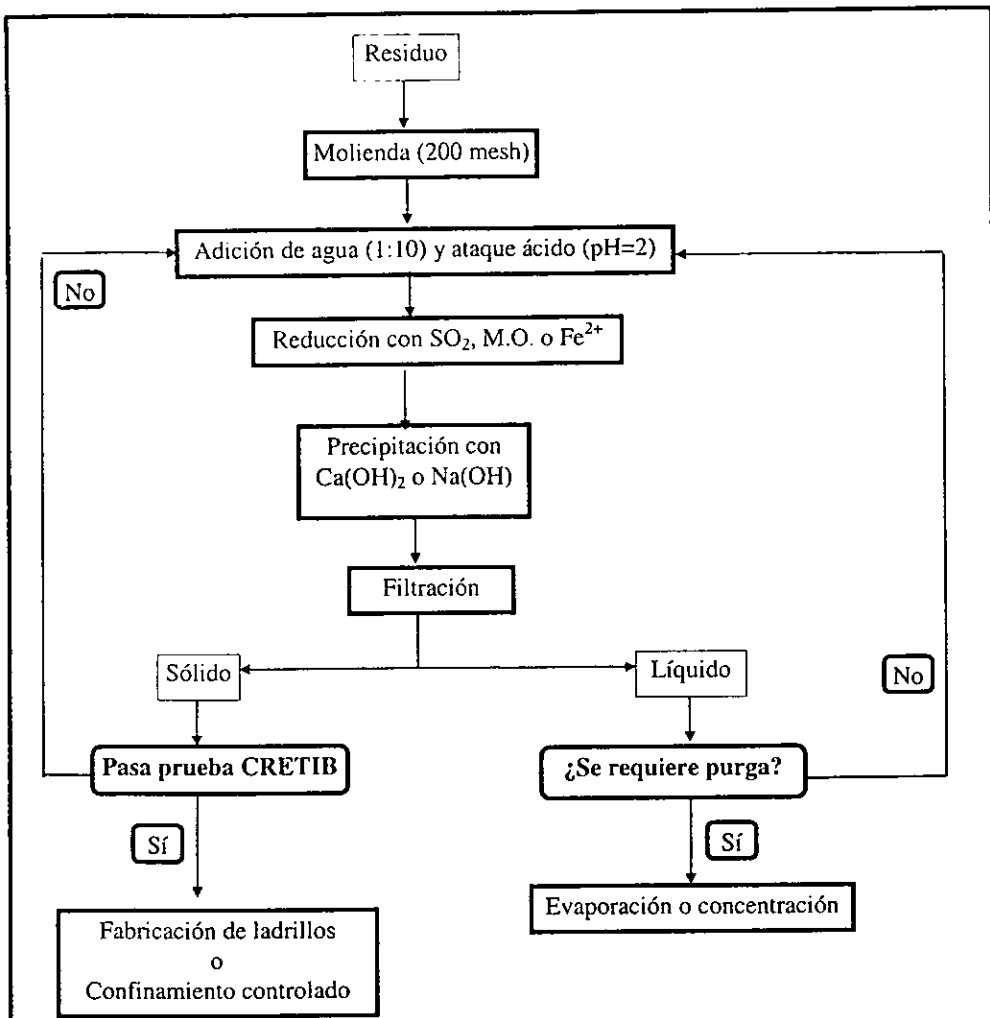 Residuo
Molienda (200 mesh)
Adición de agua (1:10) y ataque ácido (pH=2)
No
Reducción con SO₂, M.O. o Fe²⁺
Precipitación con
Ca(OH)₂ o Na(OH)
Filtración
Sólido
Líquido
No
Pasa prueba CRETIB
¿Se requiere purga?
Sí
Sí
Fabricación de ladrillos
o
Confinamiento controlado
Evaporación o concentración